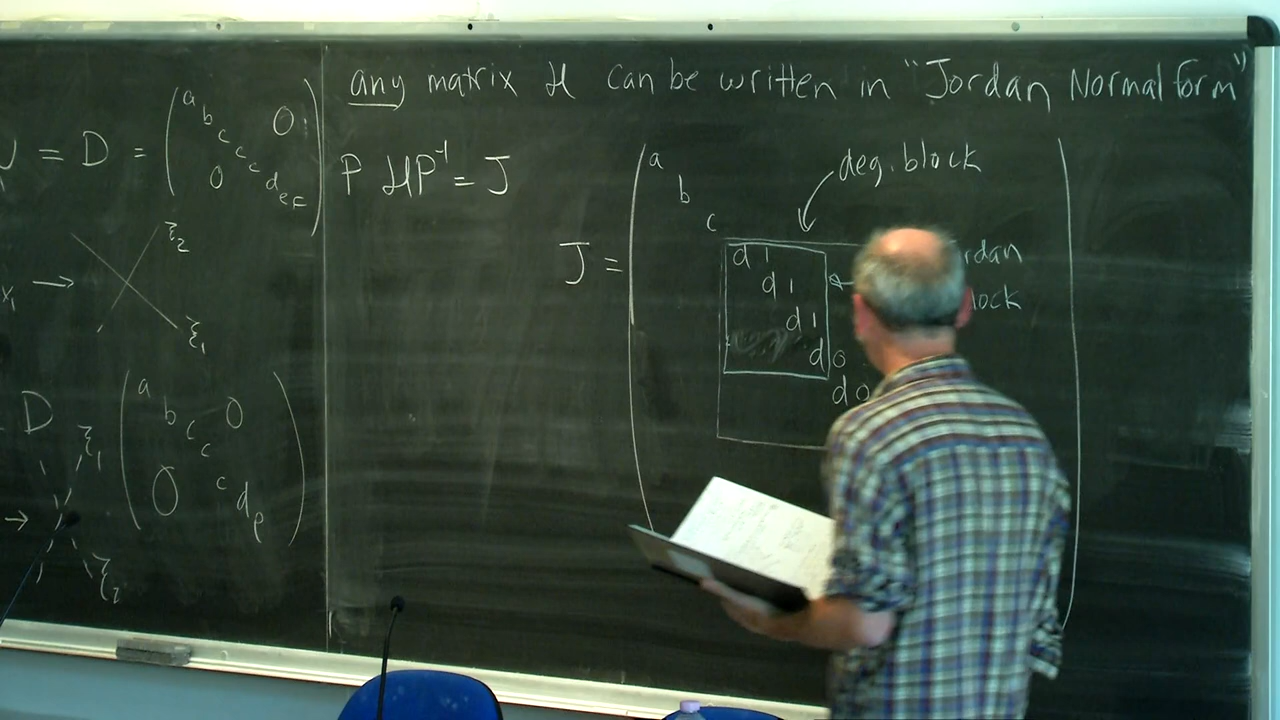 any matrix H can be written in "Jordan Normal form"
= D = ( a b c c c d e F 0 0 )
P H P⁻¹ = J
deg. block
J = ( a
b
c
d 1
d 1
d 1
d 0
d 0
rdan
lock
ξ₂
x₁ →
ξ₁
D
( a b c c c d e 0 0 )
ξ₁
→
ξ₂